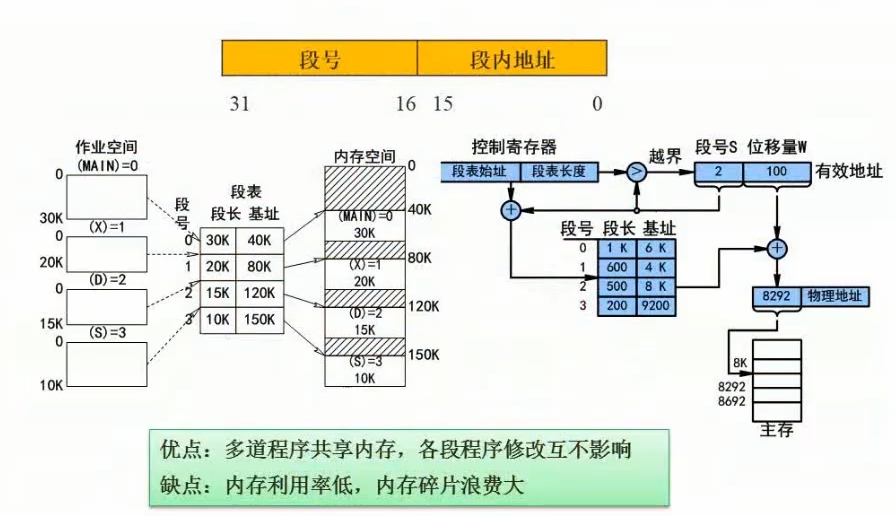 段号 段内地址
31 16 15 0
作业空间
(MAN)=0
0
30K
(X)=1
0
20K
(D)=2
0
15K
(S)=3
0
10K
段表
段号 段长 基址
0 30K 40K
1 20K 80K
2 15K 120K
3 10K 150K
内存空间
0
40K
(MAIN)=0
30K
80K
(X)=1
20K
120K
(D)=2
15K
150K
(S)=3
10K
控制寄存器
段表始址 段表长度
> 越界
段号S 位移量W
2 100 有效地址
+
段号 段长 基址
0 1 K 6 K
1 600 4 K
2 500 8 K
3 200 9200
+
8292 物理地址
8K
8292
8692
主存
优点：多道程序共享内存，各段程序修改互不影响
缺点：内存利用率低，内存碎片浪费大